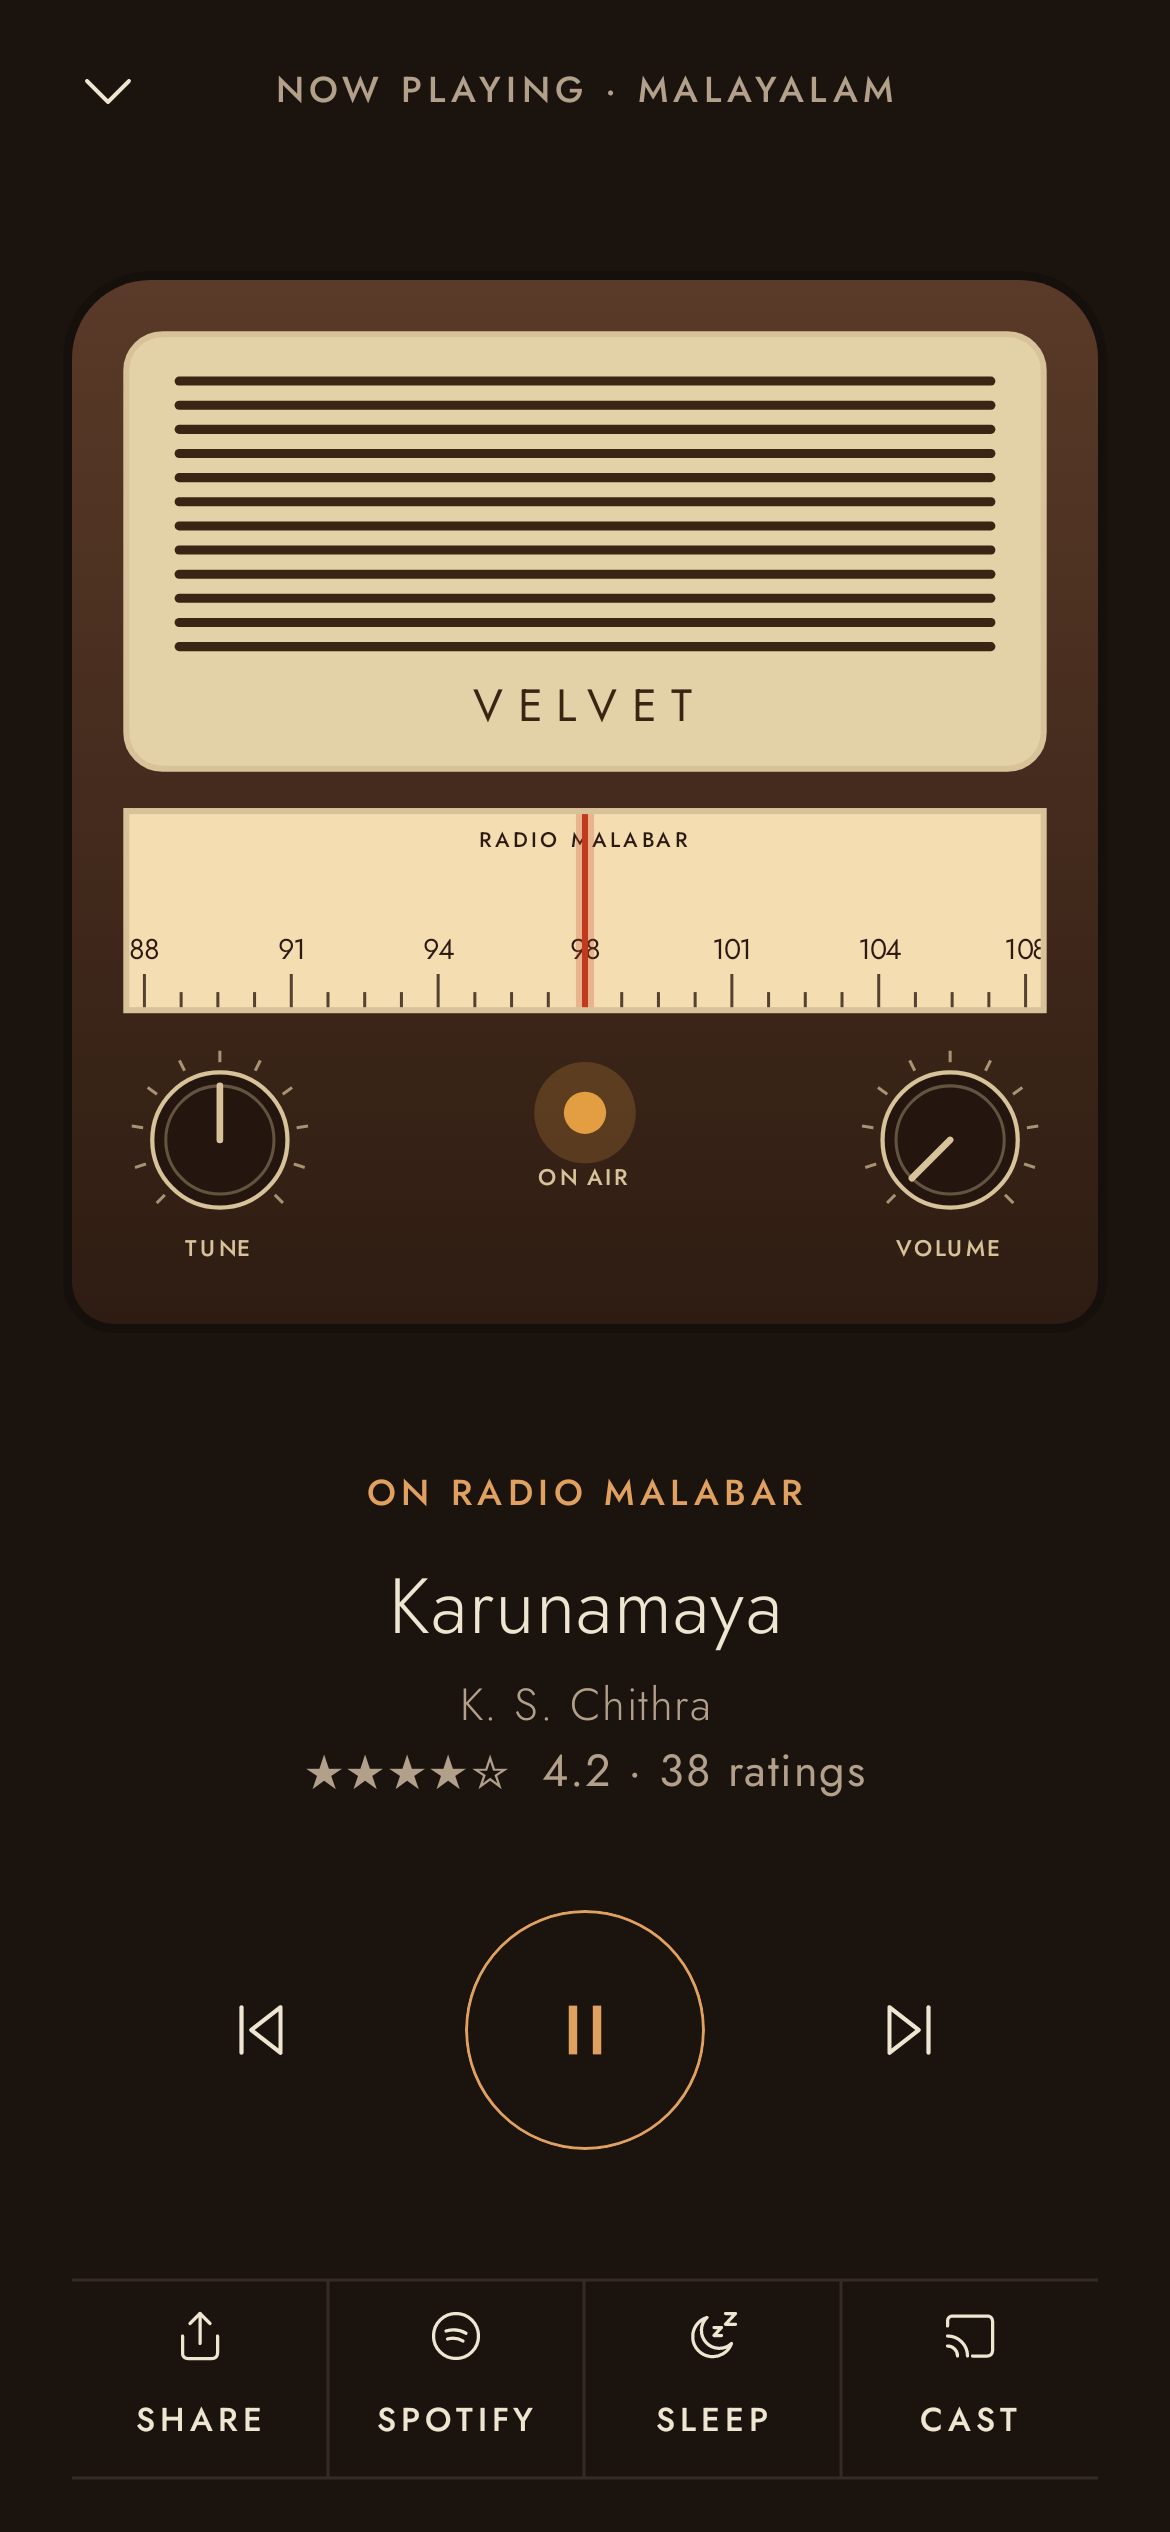 NOW PLAYING · MALAYALAM
VELVET
RADIO MALABAR
88 91 94 98 101 104 108
ON AIR
TUNE VOLUME
ON RADIO MALABAR
Karunamaya
K. S. Chithra
★★★★☆ 4.2 · 38 ratings
SHARE SPOTIFY SLEEP CAST